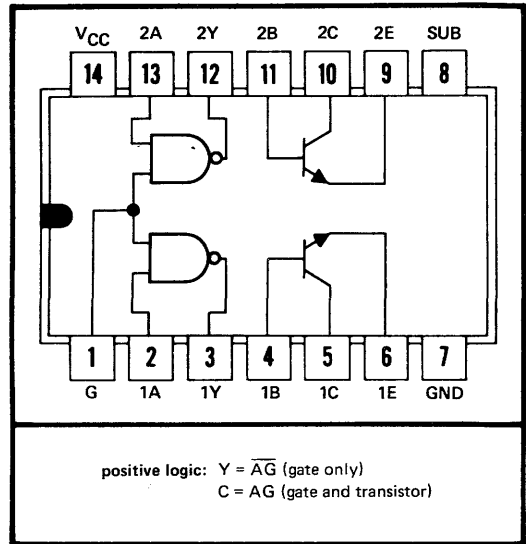 VCC 2A 2Y 2B 2C 2E SUB
14 13 12 11 10 9 8
1 2 3 4 5 6 7
G 1A 1Y 1B 1C 1E GND
positive logic: Y = A̅G̅ (gate only)
C = AG (gate and transistor)